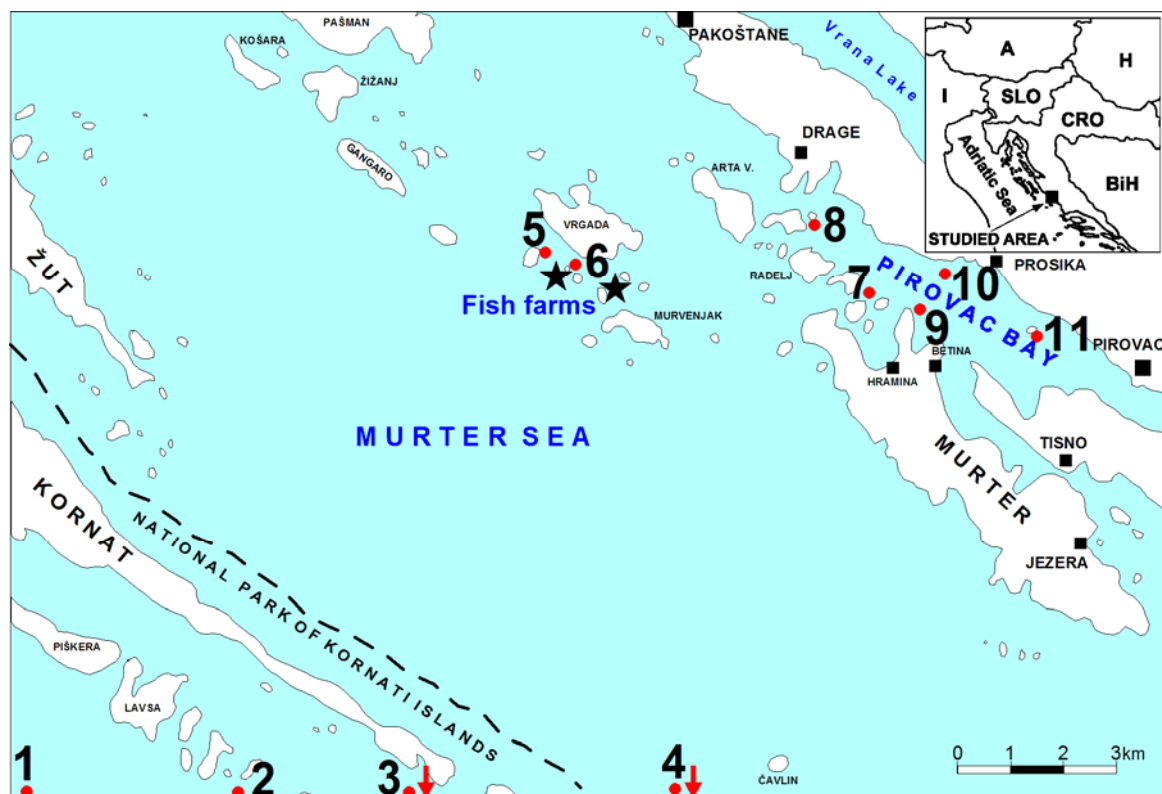 PAŠMAN
KOŠARA
PAKOŠTANE
Vrana Lake
A
H
ŽIŽANJ
I
SLO
CRO
DRAGE
GANGARO
ARTA V.
Adriatic Sea
BiH
VRGADA
5
8
STUDIED AREA
6
PROSIKA
ŽUT
RADELJ
7
10
PIROVAC BAY
Fish farms
MURVENJAK
9
11
PIROVAC
BETINA
HRAMINA
MURTER SEA
TISNO
MURTER
KORNAT
NATIONAL PARK OF KORNATI ISLANDS
JEZERA
PIŠKERA
LAVSA
0 1 2 3km
1
2
3
4
ČAVLIN